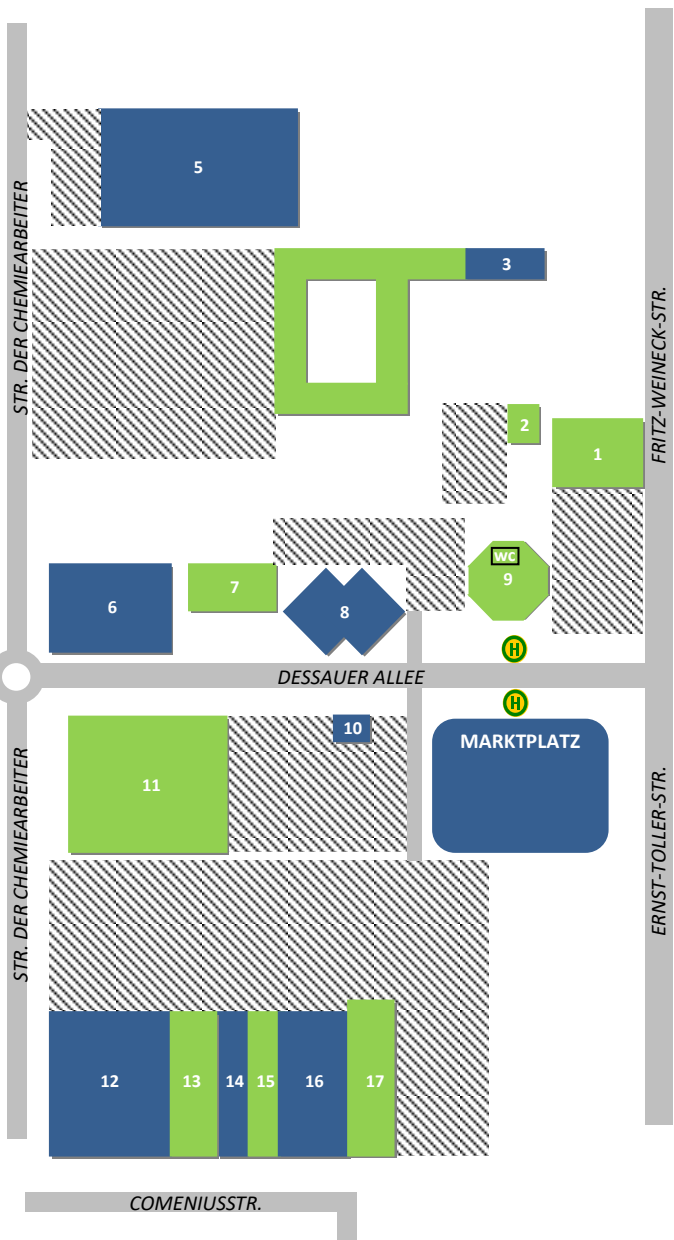 5
STR. DER CHEMIEARBEITER
3
FRITZ-WEINECK-STR.
2
1
WC
9
7
6
8
H
DESSAUER ALLEE
H
10
MARKTPLATZ
11
STR. DER CHEMIEARBEITER
ERNST-TOLLER-STR.
12
13
14
15
16
17
COMENIUSSTR.